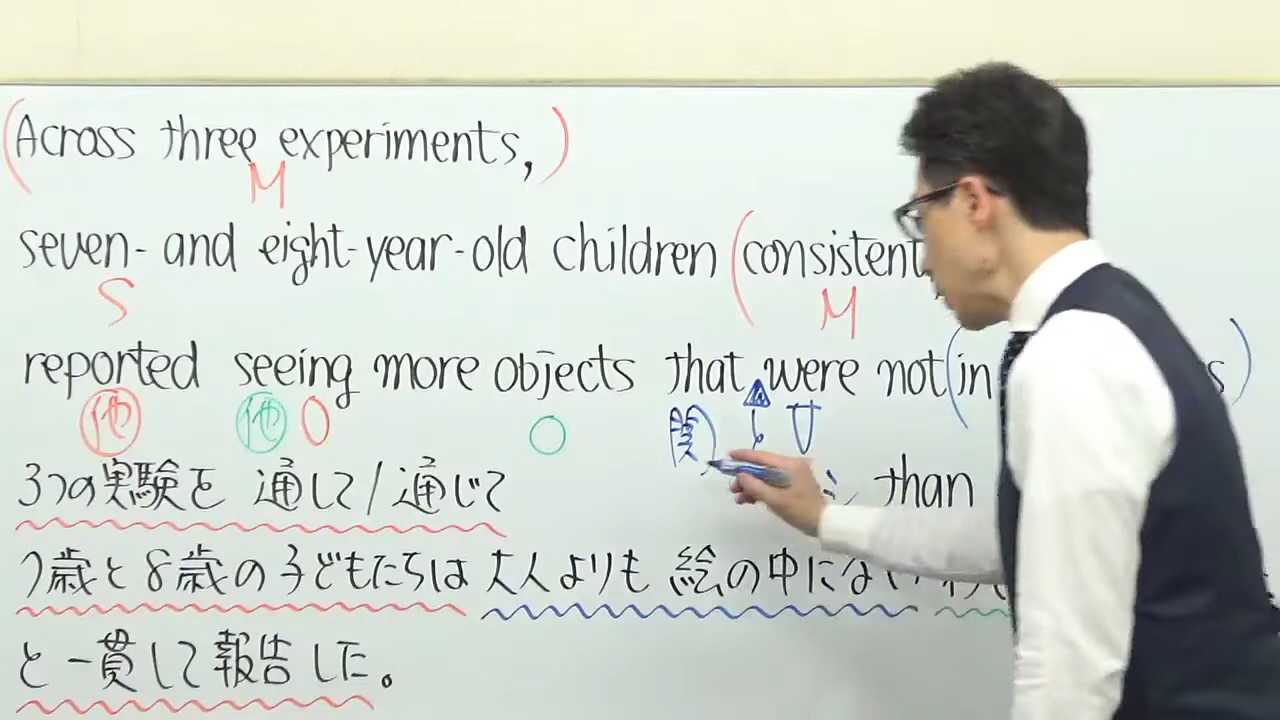 (Across three experiments,)
M
seven- and eight-year-old children (consistent
S M
reported seeing more objects that were not (in s)
他 他 O O 関 V
than
3つの実験を 通して/通じて
7歳と8歳の子どもたちは 大人よりも 絵の中にない
と一貫して報告した。